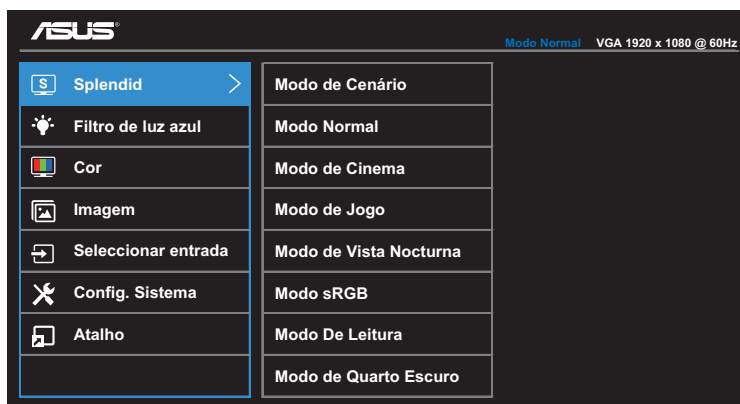 ASUS
Modo Normal VGA 1920 x 1080 @ 60Hz
S Splendid
Filtro de luz azul
Cor
Imagem
Seleccionar entrada
Config. Sistema
Atalho
Modo de Cenário
Modo Normal
Modo de Cinema
Modo de Jogo
Modo de Vista Nocturna
Modo sRGB
Modo De Leitura
Modo de Quarto Escuro